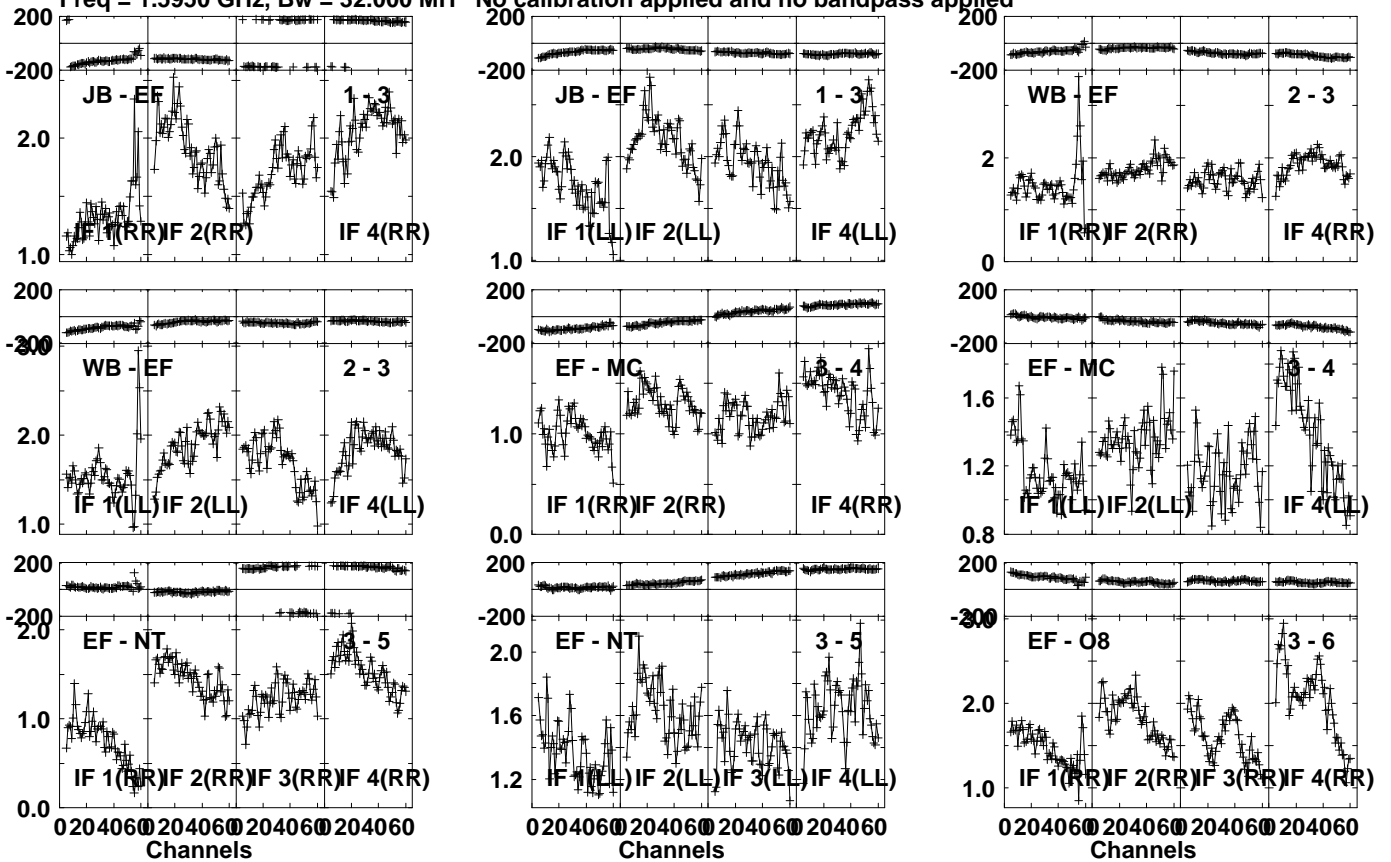 Freq = 1.5950 GHz, Bw = 32.000 MH No calibration applied and no bandpass applied
200
-200
JB - EF 1 - 3
2.0
1.0
IF 1(RR) IF 2(RR) IF 4(RR)
200
-200
JB - EF 1 - 3
2.0
1.0
IF 1(LL) IF 2(LL) IF 4(LL)
200
-200
WB - EF 2 - 3
2
0
IF 1(RR) IF 2(RR) IF 4(RR)
200
-200
3.0
WB - EF 2 - 3
2.0
1.0
IF 1(LL) IF 2(LL) IF 4(LL)
200
-200
EF - MC 3 - 4
1.0
0.0
IF 1(RR) IF 2(RR) IF 4(RR)
200
-200
EF - MC 3 - 4
1.6
1.2
0.8
IF 1(LL) IF 2(LL) IF 4(LL)
200
-200
2.0
EF - NT 3 - 5
1.0
0.0
IF 1(RR) IF 2(RR) IF 3(RR) IF 4(RR)
0 20 40 60 0 20 40 60 0 20 40 60 0 20 40 60
Channels
200
-200
EF - NT 3 - 5
2.0
1.6
1.2
IF 1(LL) IF 2(LL) IF 3(LL) IF 4(LL)
0 20 40 60 0 20 40 60 0 20 40 60 0 20 40 60
Channels
200
-200
3.0
EF - O8 3 - 6
2.0
1.0
IF 1(RR) IF 2(RR) IF 3(RR) IF 4(RR)
0 20 40 60 0 20 40 60 0 20 40 60 0 20 40 60
Channels